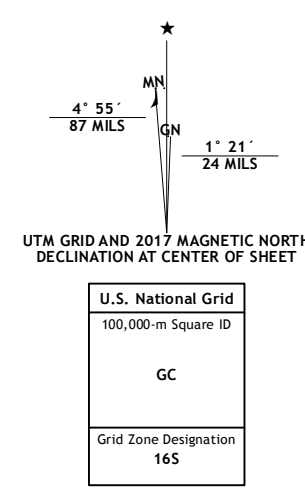 ★
MN
4° 55´
87 MILS
GN
1° 21´
24 MILS
UTM GRID AND 2017 MAGNETIC NORTH
DECLINATION AT CENTER OF SHEET
U.S. National Grid
100,000-m Square ID
GC
Grid Zone Designation
16S